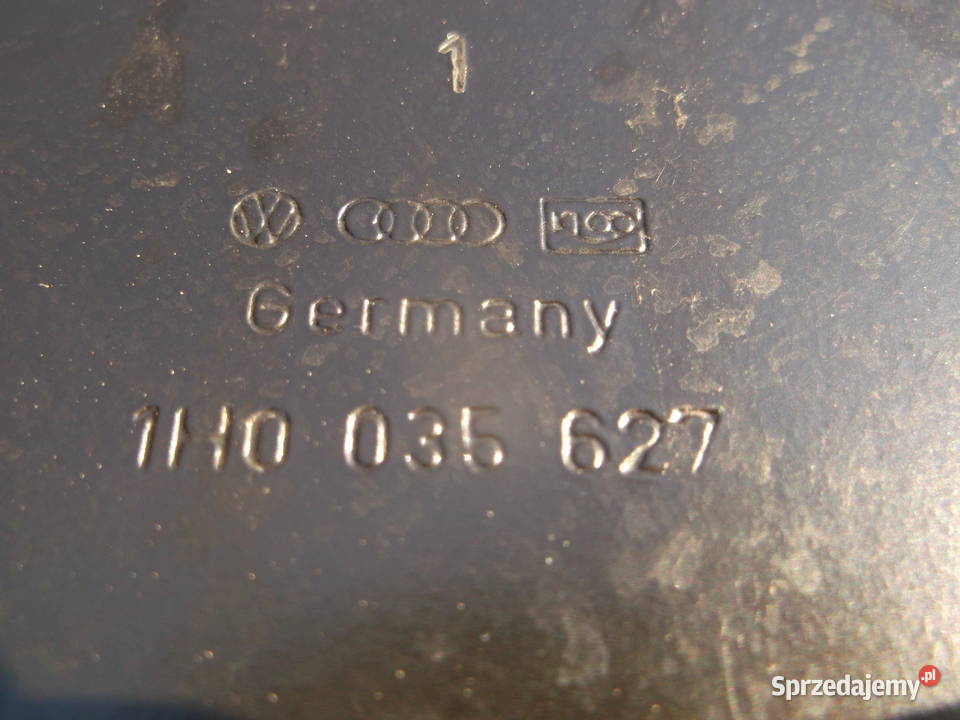 1
Germany
1H0 035 627
Sprzedajemy.pl